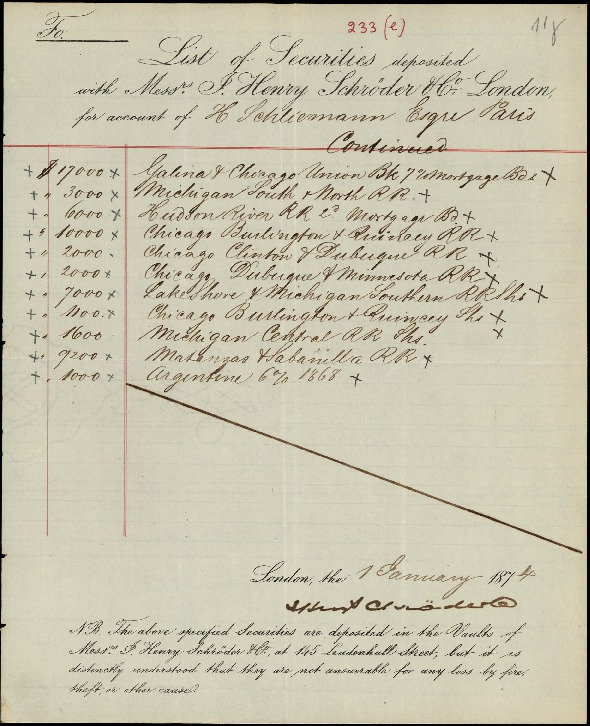 Fo.
233 (e)
List of Securities deposited
with Messrs J. Henry Schröder & Co. London,
for account of H Schliemann Esqre Paris
Continued
$ 17000 Galina & Chicago Union Bk 7% 2d Mortgage Bds
" 3000 Michigan South & North RR.
" 6000 Hudson River RR 2d Mortgage Bd
" 10000 Chicago Burlington & Quincey RR
" 2000 Chicago Clinton & Dubuque RR
" 2000 Chicago Dubuque & Minnesota RR
" 7000 Lake Shore & Michigan Southern RR Shs
" 1100 Chicago Burlington & Quincey Shs
" 1600 Michigan Central RR Shs.
" 9200 Matanzas & Sabanilla RR
" 1000 Argentine 6% 1868
London, the 1 January 1874
N.B. The above specified Securities are deposited in the Vaults of
Messrs J. Henry Schröder & Co., at 145 Leadenhall Street; but it is
distinctly understood that they are not answerable for any loss by fire,
theft, or other cause.